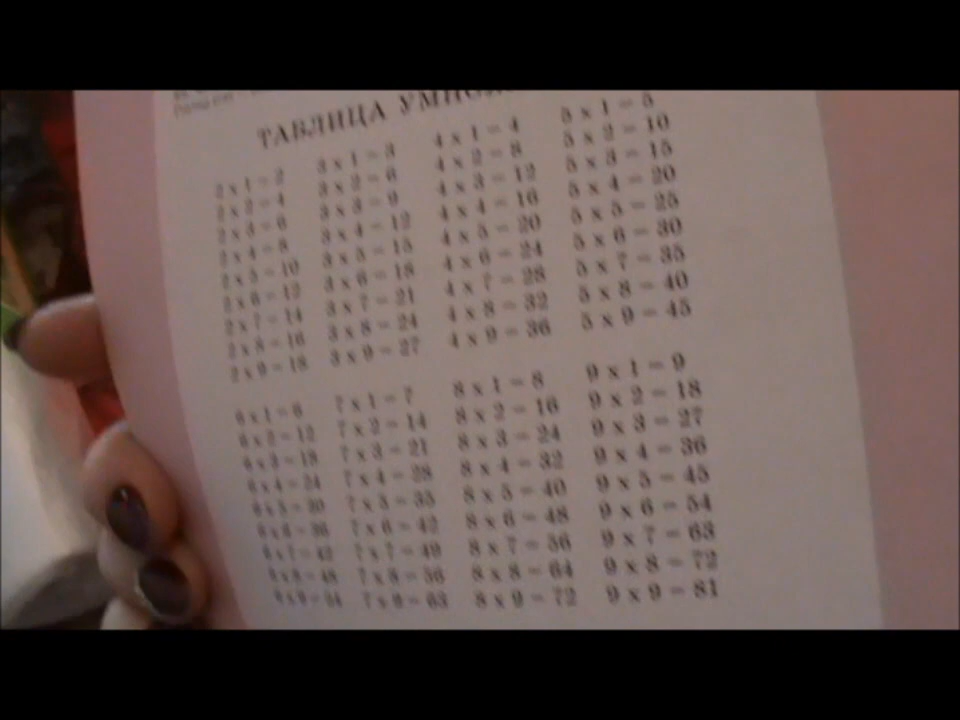 ТАБЛИЦА
2 x 1 = 2 3 x 1 = 3 4 x 1 = 4 5 x 1 = 5
2 x 2 = 4 3 x 2 = 6 4 x 2 = 8 5 x 2 = 10
2 x 3 = 6 3 x 3 = 9 4 x 3 = 12 5 x 3 = 15
2 x 4 = 8 3 x 4 = 12 4 x 4 = 16 5 x 4 = 20
2 x 5 = 10 3 x 5 = 15 4 x 5 = 20 5 x 5 = 25
2 x 6 = 12 3 x 6 = 18 4 x 6 = 24 5 x 6 = 30
2 x 7 = 14 3 x 7 = 21 4 x 7 = 28 5 x 7 = 35
2 x 8 = 16 3 x 8 = 24 4 x 8 = 32 5 x 8 = 40
2 x 9 = 18 3 x 9 = 27 4 x 9 = 36 5 x 9 = 45
6 x 1 = 6 7 x 1 = 7 8 x 1 = 8 9 x 1 = 9
6 x 2 = 12 7 x 2 = 14 8 x 2 = 16 9 x 2 = 18
6 x 3 = 18 7 x 3 = 21 8 x 3 = 24 9 x 3 = 27
6 x 4 = 24 7 x 4 = 28 8 x 4 = 32 9 x 4 = 36
6 x 5 = 30 7 x 5 = 35 8 x 5 = 40 9 x 5 = 45
6 x 6 = 36 7 x 6 = 42 8 x 6 = 48 9 x 6 = 54
6 x 7 = 42 7 x 7 = 49 8 x 7 = 56 9 x 7 = 63
6 x 8 = 48 7 x 8 = 56 8 x 8 = 64 9 x 8 = 72
6 x 9 = 54 7 x 9 = 63 8 x 9 = 72 9 x 9 = 81